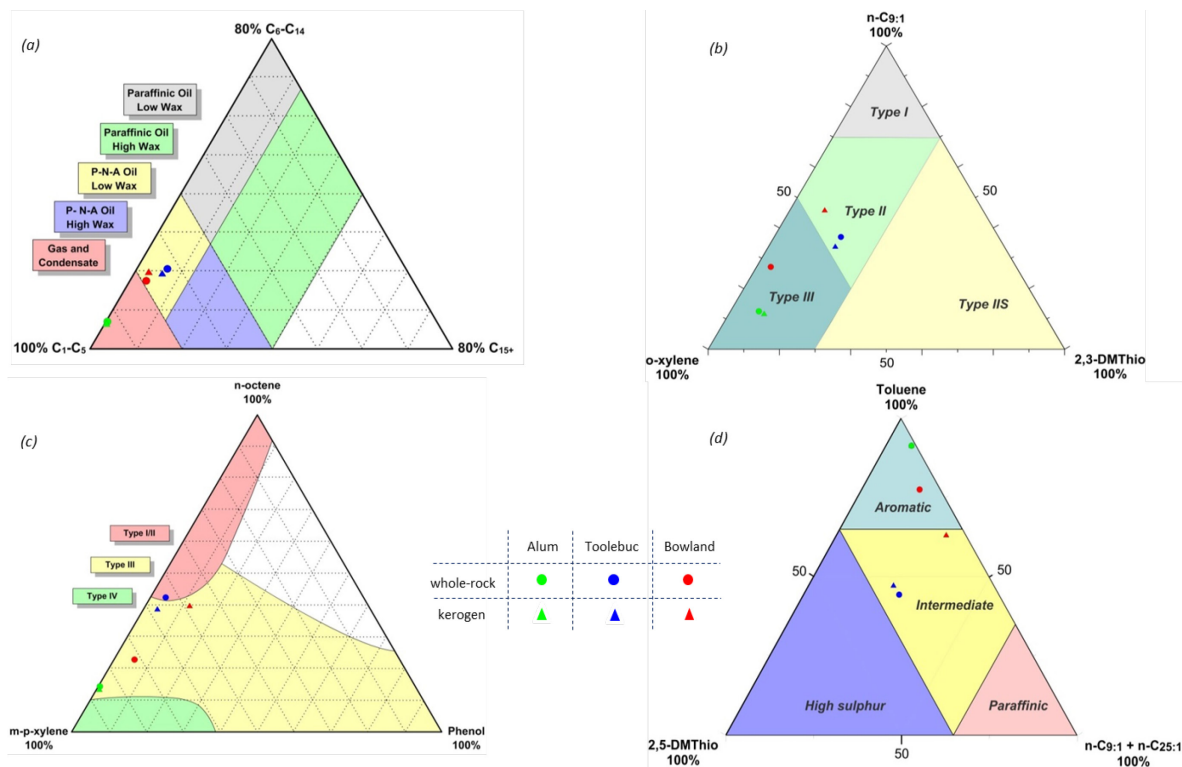 (a)
80% C6-C14
Paraffinic Oil
Low Wax
Paraffinic Oil
High Wax
P-N-A Oil
Low Wax
P- N-A Oil
High Wax
Gas and
Condensate
100% C1-C5
80% C15+
(b)
n-C9:1
100%
Type I
50
50
Type II
Type III
Type IIS
o-xylene
100%
50
2,3-DMThio
100%
(c)
n-octene
100%
Type I/II
Type III
Type IV
m-p-xylene
100%
Phenol
100%
Alum
Toolebuc
Bowland
whole-rock
kerogen
(d)
Toluene
100%
Aromatic
50
50
Intermediate
High sulphur
Paraffinic
2,5-DMThio
100%
50
n-C9:1 + n-C25:1
100%